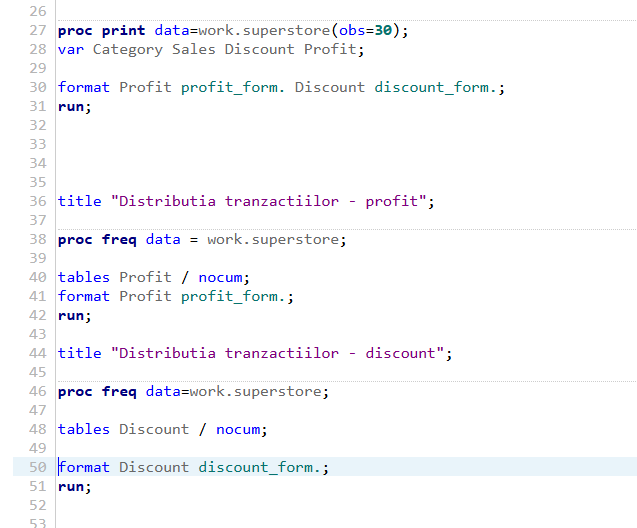 26
27 proc print data=work.superstore(obs=30);
28 var Category Sales Discount Profit;
29
30 format Profit profit_form. Discount discount_form.;
31 run;
32
33
34
35
36 title "Distributia tranzactiilor - profit";
37
38 proc freq data = work.superstore;
39
40 tables Profit / nocum;
41 format Profit profit_form.;
42 run;
43
44 title "Distributia tranzactiilor - discount";
45
46 proc freq data=work.superstore;
47
48 tables Discount / nocum;
49
50 format Discount discount_form.;
51 run;
52
53